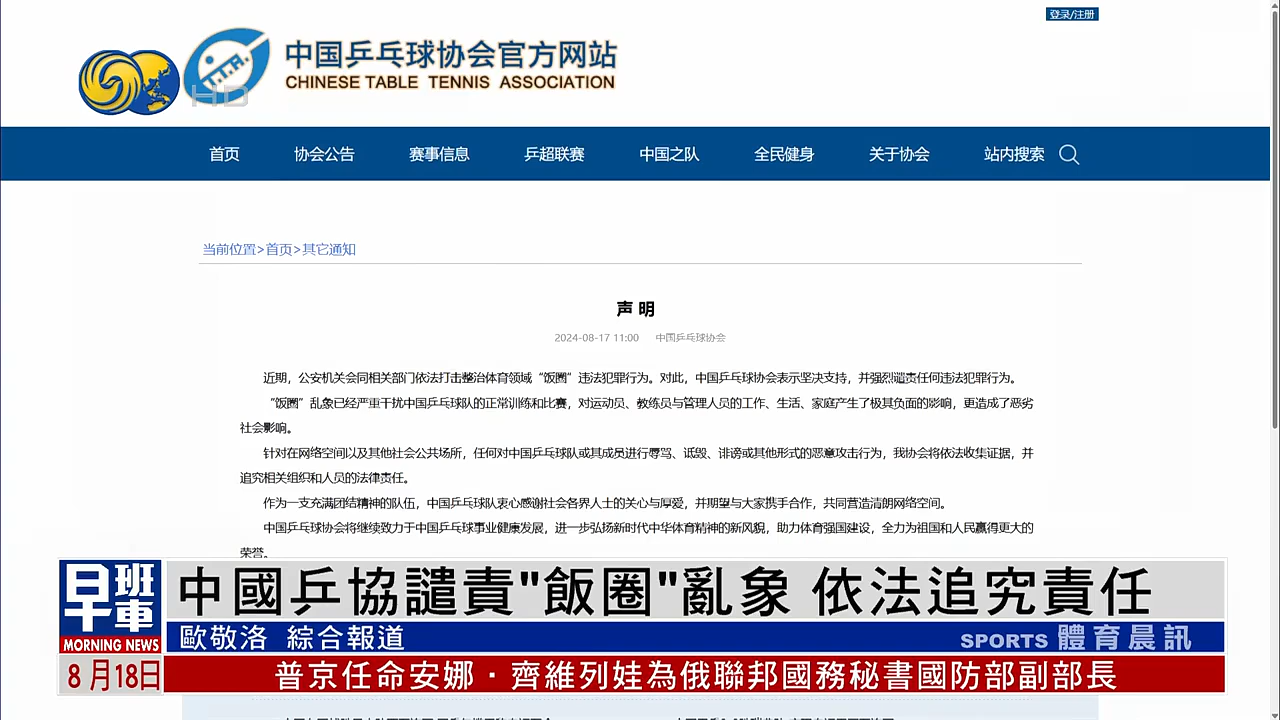 登录/注册
中国乒乓球协会官方网站
I.T.T.A.
CHINESE TABLE TENNIS ASSOCIATION
HD
首页 协会公告 赛事信息 乒超联赛 中国之队 全民健身 关于协会 站内搜索
当前位置>首页>其它通知
声 明
2024-08-17 11:00 中国乒乓球协会
近期，公安机关会同相关部门依法打击整治体育领域“饭圈”违法犯罪行为。对此，中国乒乓球协会表示坚决支持，并强烈谴责任何违法犯罪行为。
“饭圈”乱象已经严重干扰中国乒乓球队的正常训练和比赛，对运动员、教练员与管理人员的工作、生活、家庭产生了极其负面的影响，更造成了恶劣
社会影响。
针对在网络空间以及其他社会公共场所，任何对中国乒乓球队或其成员进行辱骂、诋毁、诽谤或其他形式的恶意攻击行为，我协会将依法收集证据，并
追究相关组织和人员的法律责任。
作为一支充满团结精神的队伍，中国乒乓球队衷心感谢社会各界人士的关心与厚爱，并期望与大家携手合作，共同营造清朗网络空间。
中国乒乓球协会将继续致力于中国乒乓球事业健康发展，进一步弘扬新时代中华体育精神的新风貌，助力体育强国建设，全力为祖国和人民赢得更大的
荣誉。
早班車
MORNING NEWS
中國乒協譴責"飯圈"亂象 依法追究責任
歐敬洛 綜合報道
SPORTS 體育晨訊
8月18日
普京任命安娜·齊維列娃為俄聯邦國務秘書國防部副部長